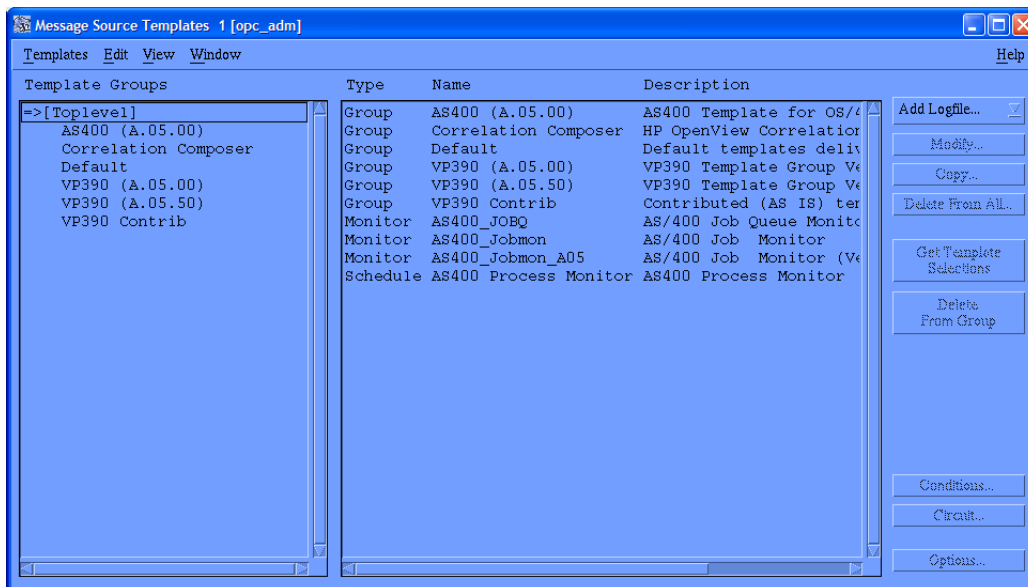 Message Source Templates 1 [opc_adm]
Templates Edit View Window Help
Template Groups
=>[Toplevel]
AS400 (A.05.00)
Correlation Composer
Default
VP390 (A.05.00)
VP390 (A.05.50)
VP390 Contrib
Type Name Description
Group AS400 (A.05.00) AS400 Template for OS/4
Group Correlation Composer HP OpenView Correlation
Group Default Default templates deliv
Group VP390 (A.05.00) VP390 Template Group Ve
Group VP390 (A.05.50) VP390 Template Group Ve
Group VP390 Contrib Contributed (AS IS) tem
Monitor AS400_JOBQ AS/400 Job Queue Monito
Monitor AS400_Jobmon AS/400 Job Monitor
Monitor AS400_Jobmon_A05 AS/400 Job Monitor (Ve
Schedule AS400 Process Monitor AS400 Process Monitor
Add Logfile...
Modify...
Copy...
Delete From All...
Get Template
Selections
Delete
From Group
Conditions...
Circuit...
Options...